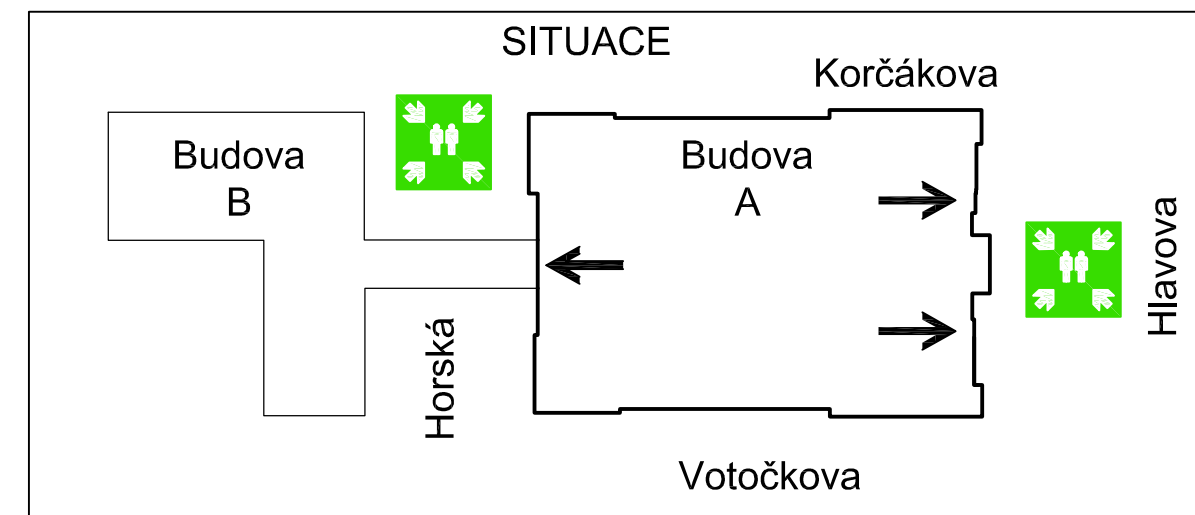 SITUACE
Korčákova
Budova
B
Budova
A
Hlavova
Horská
Votočkova